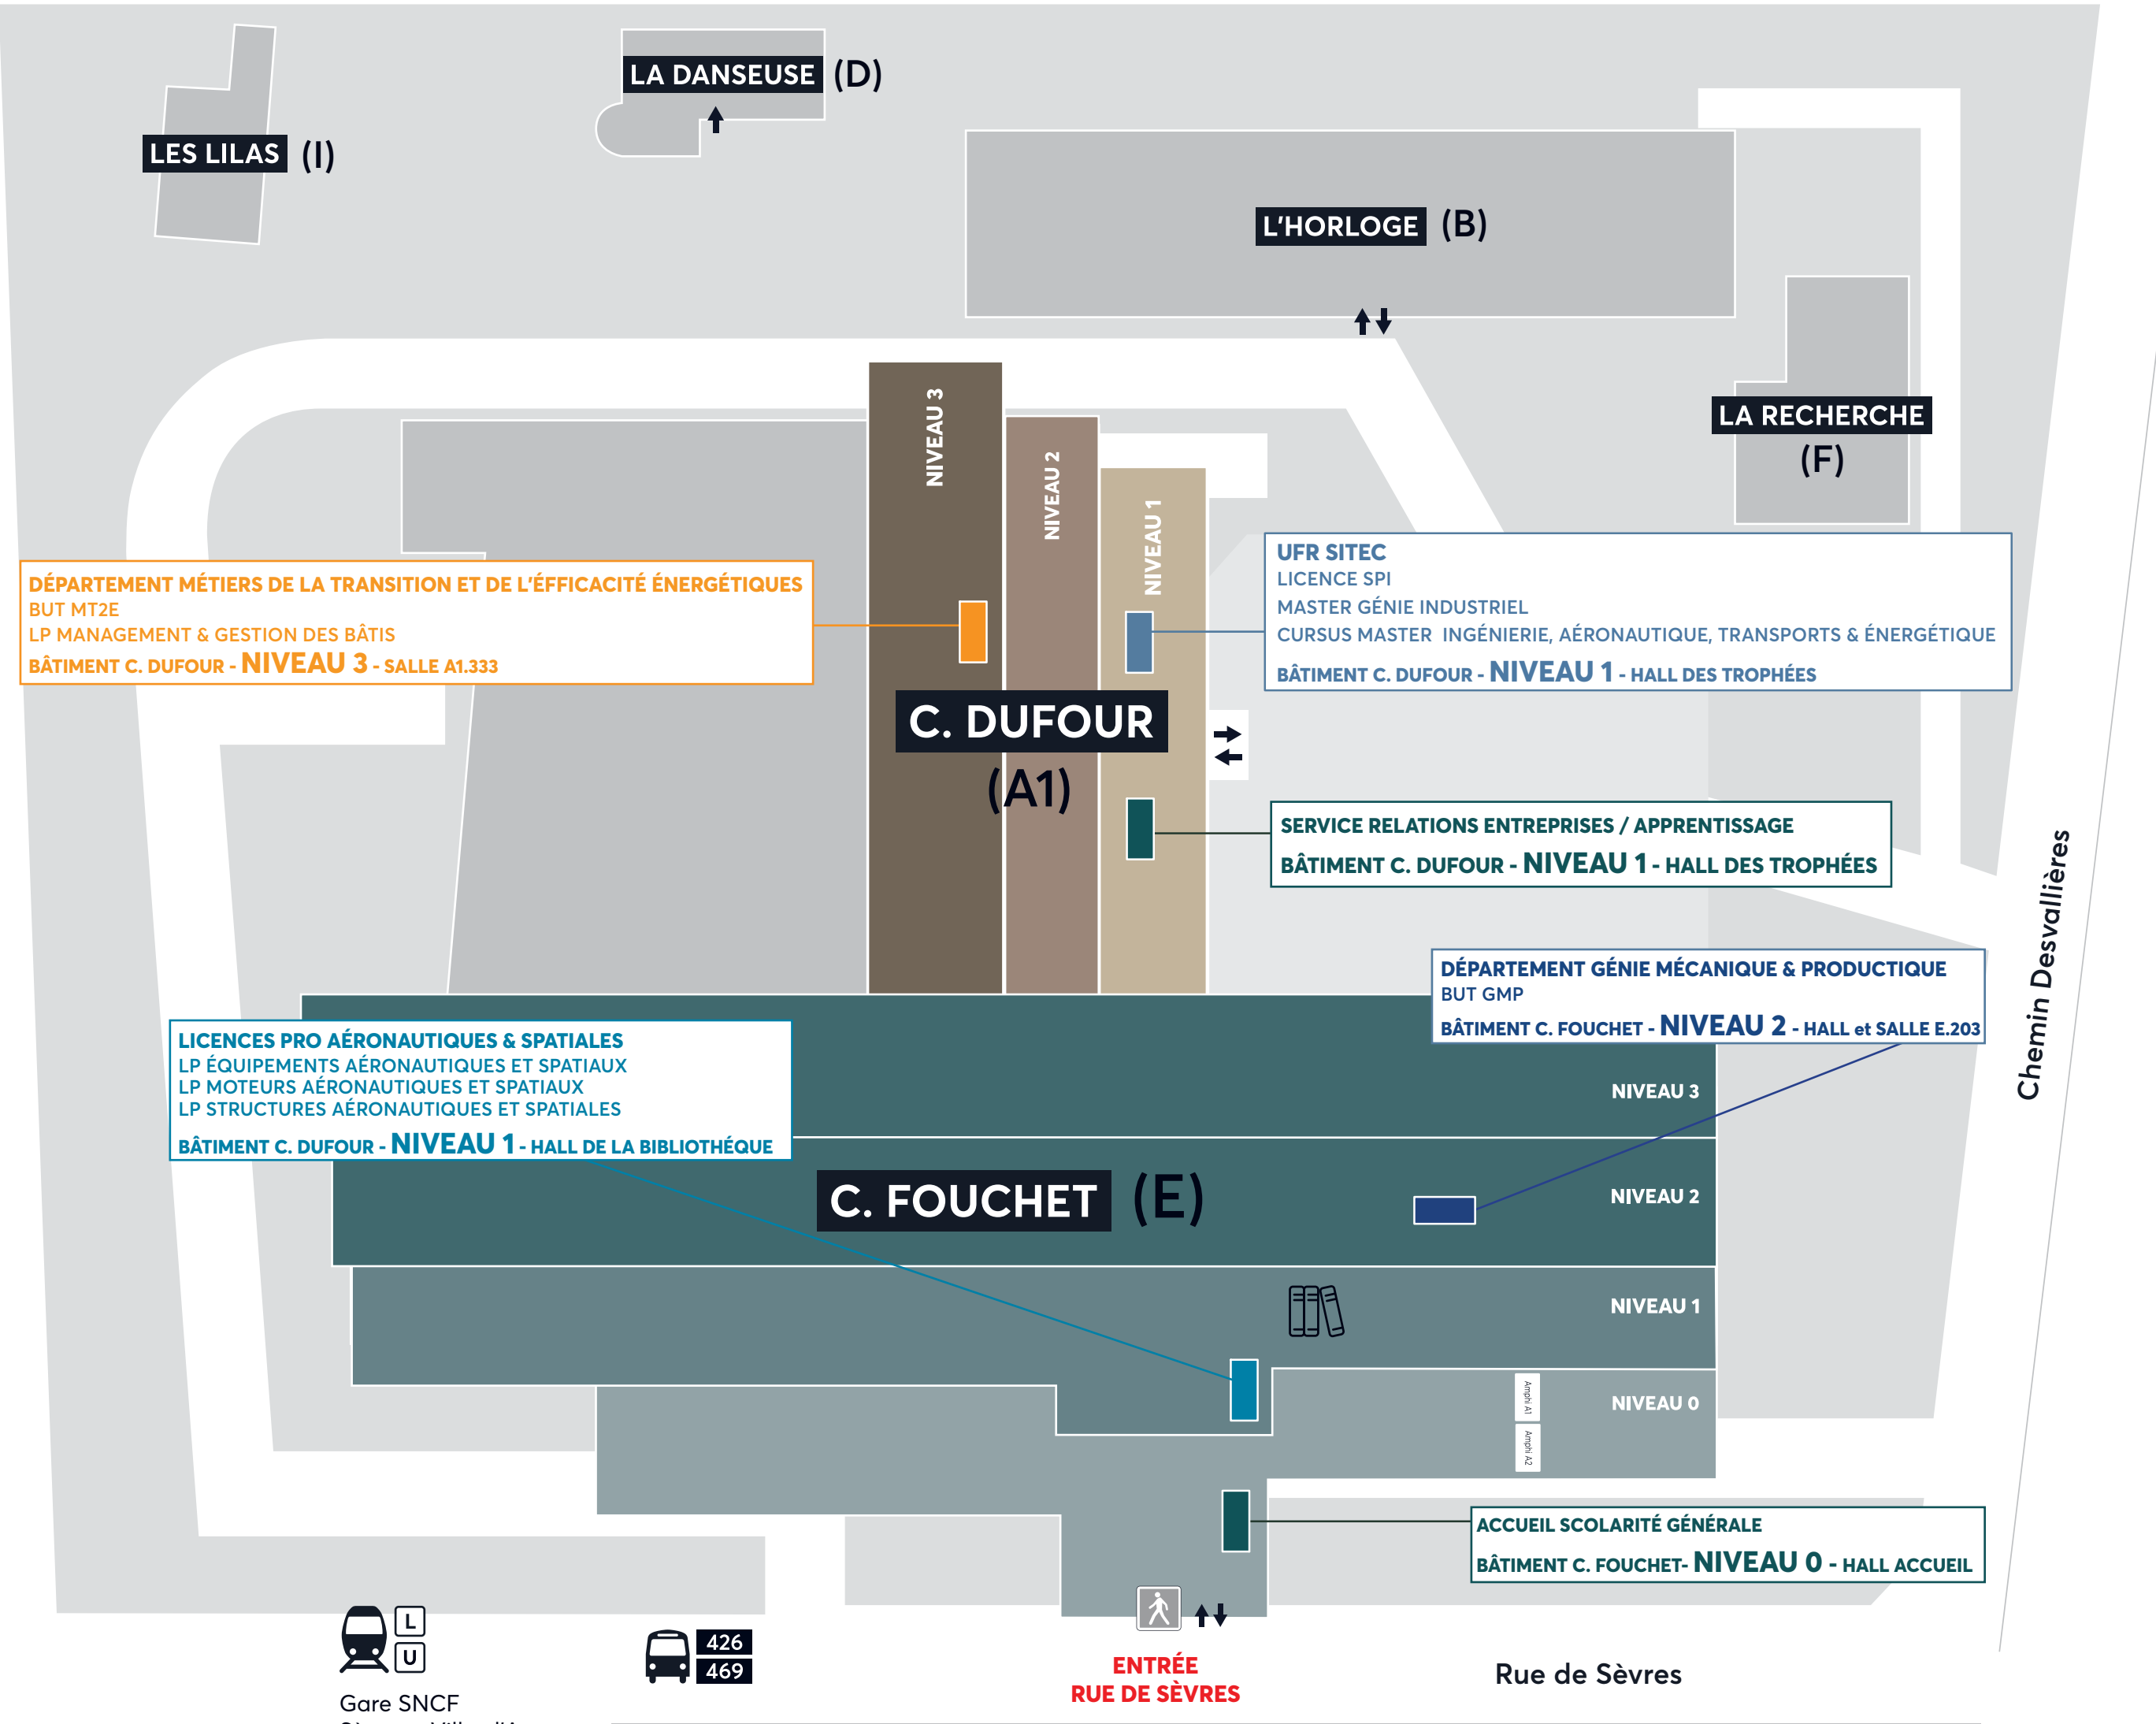 LA DANSEUSE (D)
LES LILAS (I)
L'HORLOGE (B)
LA RECHERCHE
(F)
NIVEAU 3
NIVEAU 2
NIVEAU 1
DÉPARTEMENT MÉTIERS DE LA TRANSITION ET DE L'ÉFFICACITÉ ÉNERGÉTIQUES
BUT MT2E
LP MANAGEMENT & GESTION DES BÂTIS
BÂTIMENT C. DUFOUR - NIVEAU 3 - SALLE A1.333
UFR SITEC
LICENCE SPI
MASTER GÉNIE INDUSTRIEL
CURSUS MASTER INGÉNIERIE, AÉRONAUTIQUE, TRANSPORTS & ÉNERGÉTIQUE
BÂTIMENT C. DUFOUR - NIVEAU 1 - HALL DES TROPHÉES
C. DUFOUR
(A1)
SERVICE RELATIONS ENTREPRISES / APPRENTISSAGE
BÂTIMENT C. DUFOUR - NIVEAU 1 - HALL DES TROPHÉES
Chemin Desvallières
DÉPARTEMENT GÉNIE MÉCANIQUE & PRODUCTIQUE
BUT GMP
BÂTIMENT C. FOUCHET - NIVEAU 2 - HALL et SALLE E.203
LICENCES PRO AÉRONAUTIQUES & SPATIALES
LP ÉQUIPEMENTS AÉRONAUTIQUES ET SPATIAUX
LP MOTEURS AÉRONAUTIQUES ET SPATIAUX
LP STRUCTURES AÉRONAUTIQUES ET SPATIALES
BÂTIMENT C. DUFOUR - NIVEAU 1 - HALL DE LA BIBLIOTHÉQUE
NIVEAU 3
C. FOUCHET (E)
NIVEAU 2
NIVEAU 1
NIVEAU 0
Amphi A1
Amphi A2
ACCUEIL SCOLARITÉ GÉNÉRALE
BÂTIMENT C. FOUCHET- NIVEAU 0 - HALL ACCUEIL
L
U
Gare SNCF
426
469
ENTRÉE
RUE DE SÈVRES
Rue de Sèvres